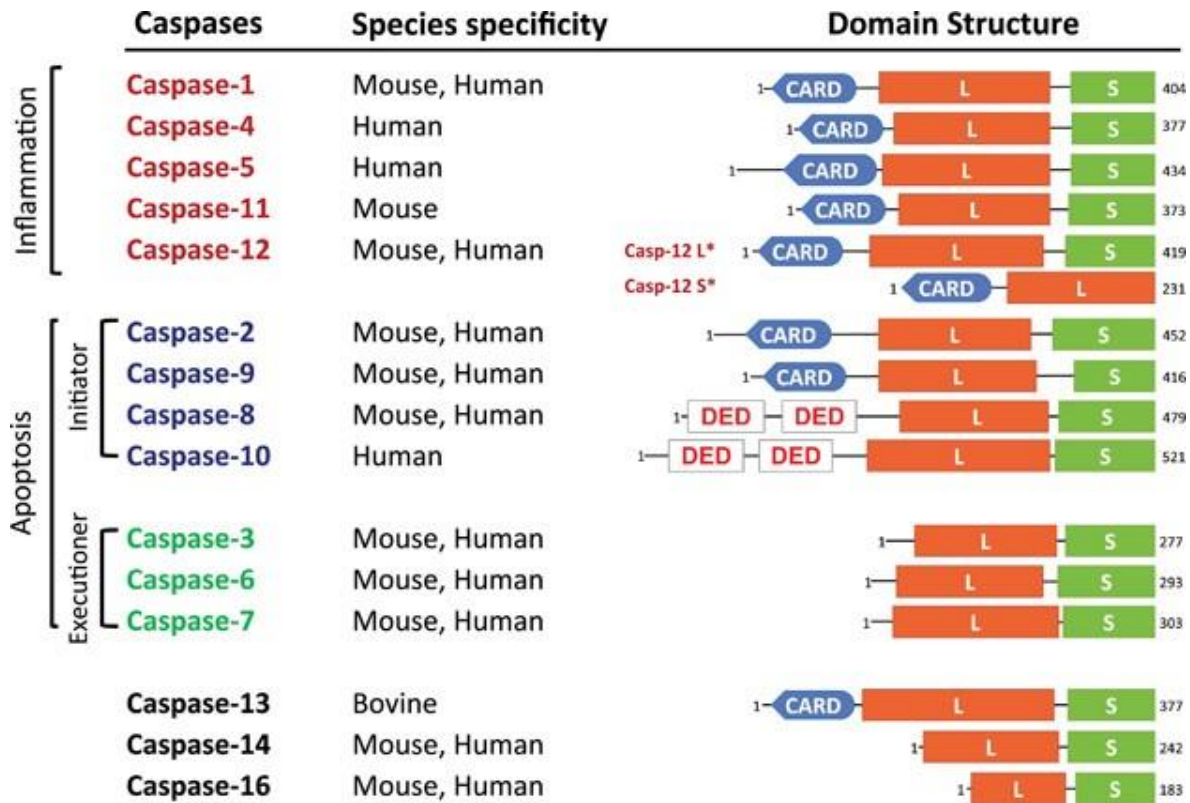 Caspases Species specificity Domain Structure
Inflammation
Caspase-1 Mouse, Human 1 CARD L S 404
Caspase-4 Human 1 CARD L S 377
Caspase-5 Human 1 CARD L S 434
Caspase-11 Mouse 1 CARD L S 373
Caspase-12 Mouse, Human Casp-12 L* 1 CARD L S 419
Casp-12 S* 1 CARD L 231
Apoptosis
Initiator
Caspase-2 Mouse, Human 1 CARD L S 452
Caspase-9 Mouse, Human 1 CARD L S 416
Caspase-8 Mouse, Human 1 DED DED L S 479
Caspase-10 Human 1 DED DED L S 521
Executioner
Caspase-3 Mouse, Human 1 L S 277
Caspase-6 Mouse, Human 1 L S 293
Caspase-7 Mouse, Human 1 L S 303
Caspase-13 Bovine 1 CARD L S 377
Caspase-14 Mouse, Human 1 L S 242
Caspase-16 Mouse, Human 1 L S 183